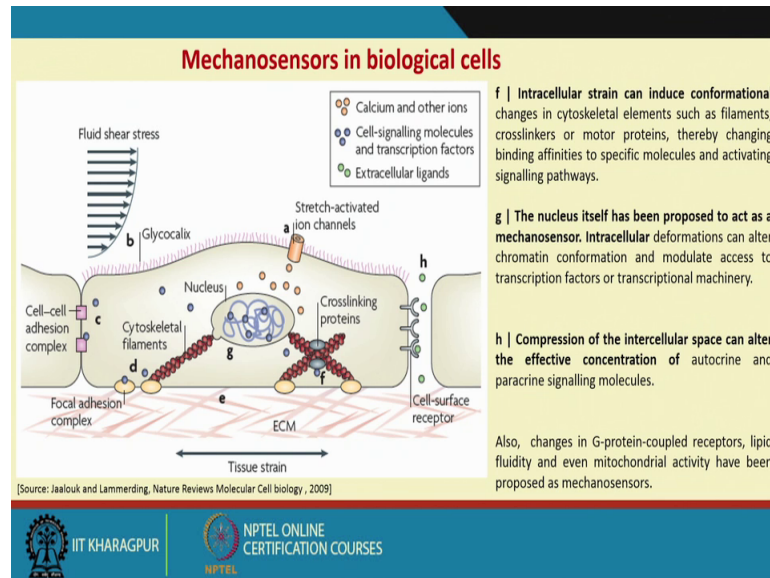 Mechanosensors in biological cells
Calcium and other ions
Cell-signalling molecules
and transcription factors
Extracellular ligands
Fluid shear stress
b
Glycocalix
a
Stretch-activated
ion channels
h
Nucleus
Cell–cell
adhesion
complex
c
Cytoskeletal
filaments
Crosslinking
proteins
g
d
f
Focal adhesion
complex
e
ECM
Cell-surface
receptor
Tissue strain
[Source: Jaalouk and Lammerding, Nature Reviews Molecular Cell biology , 2009]
f | Intracellular strain can induce conformationa
changes in cytoskeletal elements such as filaments,
crosslinkers or motor proteins, thereby changing
binding affinities to specific molecules and activating
signalling pathways.
g | The nucleus itself has been proposed to act as a
mechanosensor. Intracellular deformations can alter
chromatin conformation and modulate access to
transcription factors or transcriptional machinery.
h | Compression of the intercellular space can alter
the effective concentration of autocrine and
paracrine signalling molecules.
Also, changes in G-protein-coupled receptors, lipid
fluidity and even mitochondrial activity have been
proposed as mechanosensors.
IIT KHARAGPUR
NPTEL
NPTEL ONLINE
CERTIFICATION COURSES